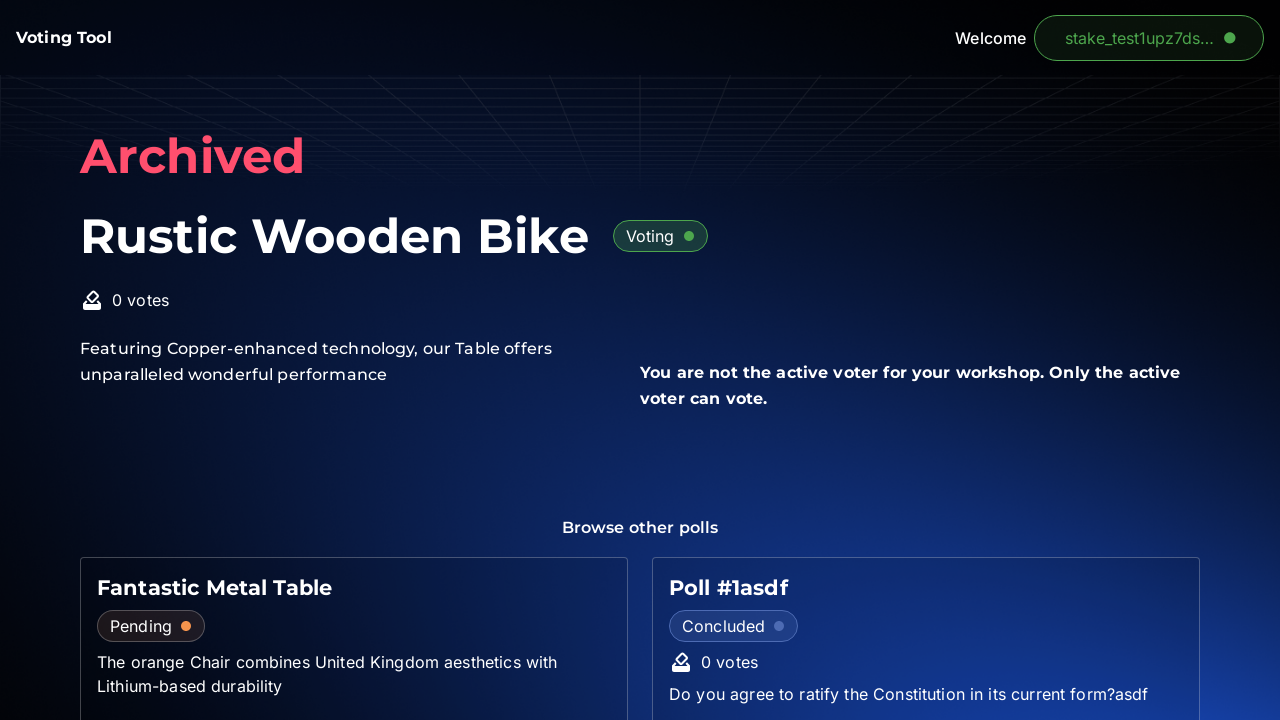 Voting Tool
Welcome
stake_test1upz7ds...
Archived
Rustic Wooden Bike
Voting
0 votes
Featuring Copper-enhanced technology, our Table offers
unparalleled wonderful performance
You are not the active voter for your workshop. Only the active
voter can vote.
Browse other polls
Fantastic Metal Table
Pending
The orange Chair combines United Kingdom aesthetics with
Lithium-based durability
Poll #1asdf
Concluded
0 votes
Do you agree to ratify the Constitution in its current form?asdf